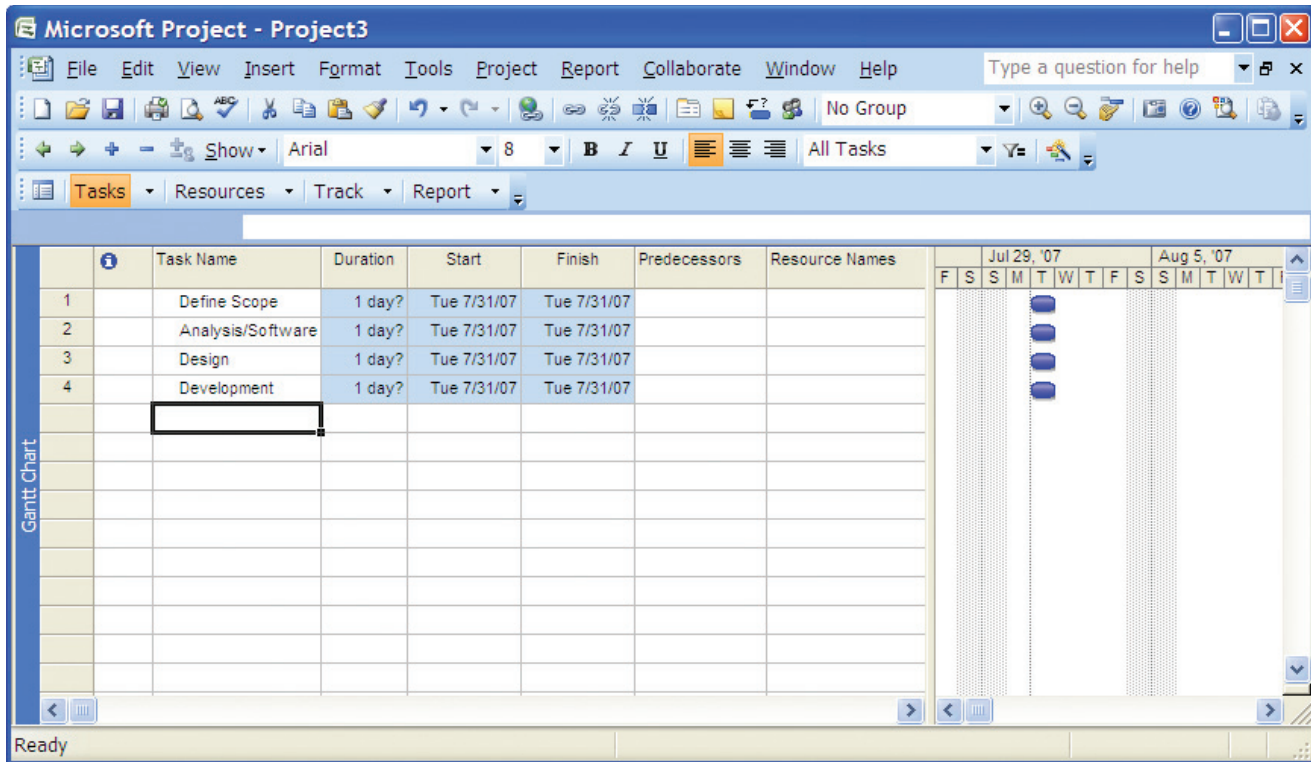 Microsoft Project - Project3
File Edit View Insert Format Tools Project Report Collaborate Window Help Type a question for help
ABC No Group
Show Arial 8 B I U All Tasks
Tasks Resources Track Report
Task Name Duration Start Finish Predecessors Resource Names Jul 29, '07 Aug 5, '07
F S S M T W T F S S M T W T
1 Define Scope 1 day? Tue 7/31/07 Tue 7/31/07
2 Analysis/Software 1 day? Tue 7/31/07 Tue 7/31/07
3 Design 1 day? Tue 7/31/07 Tue 7/31/07
4 Development 1 day? Tue 7/31/07 Tue 7/31/07
Gantt Chart
Ready